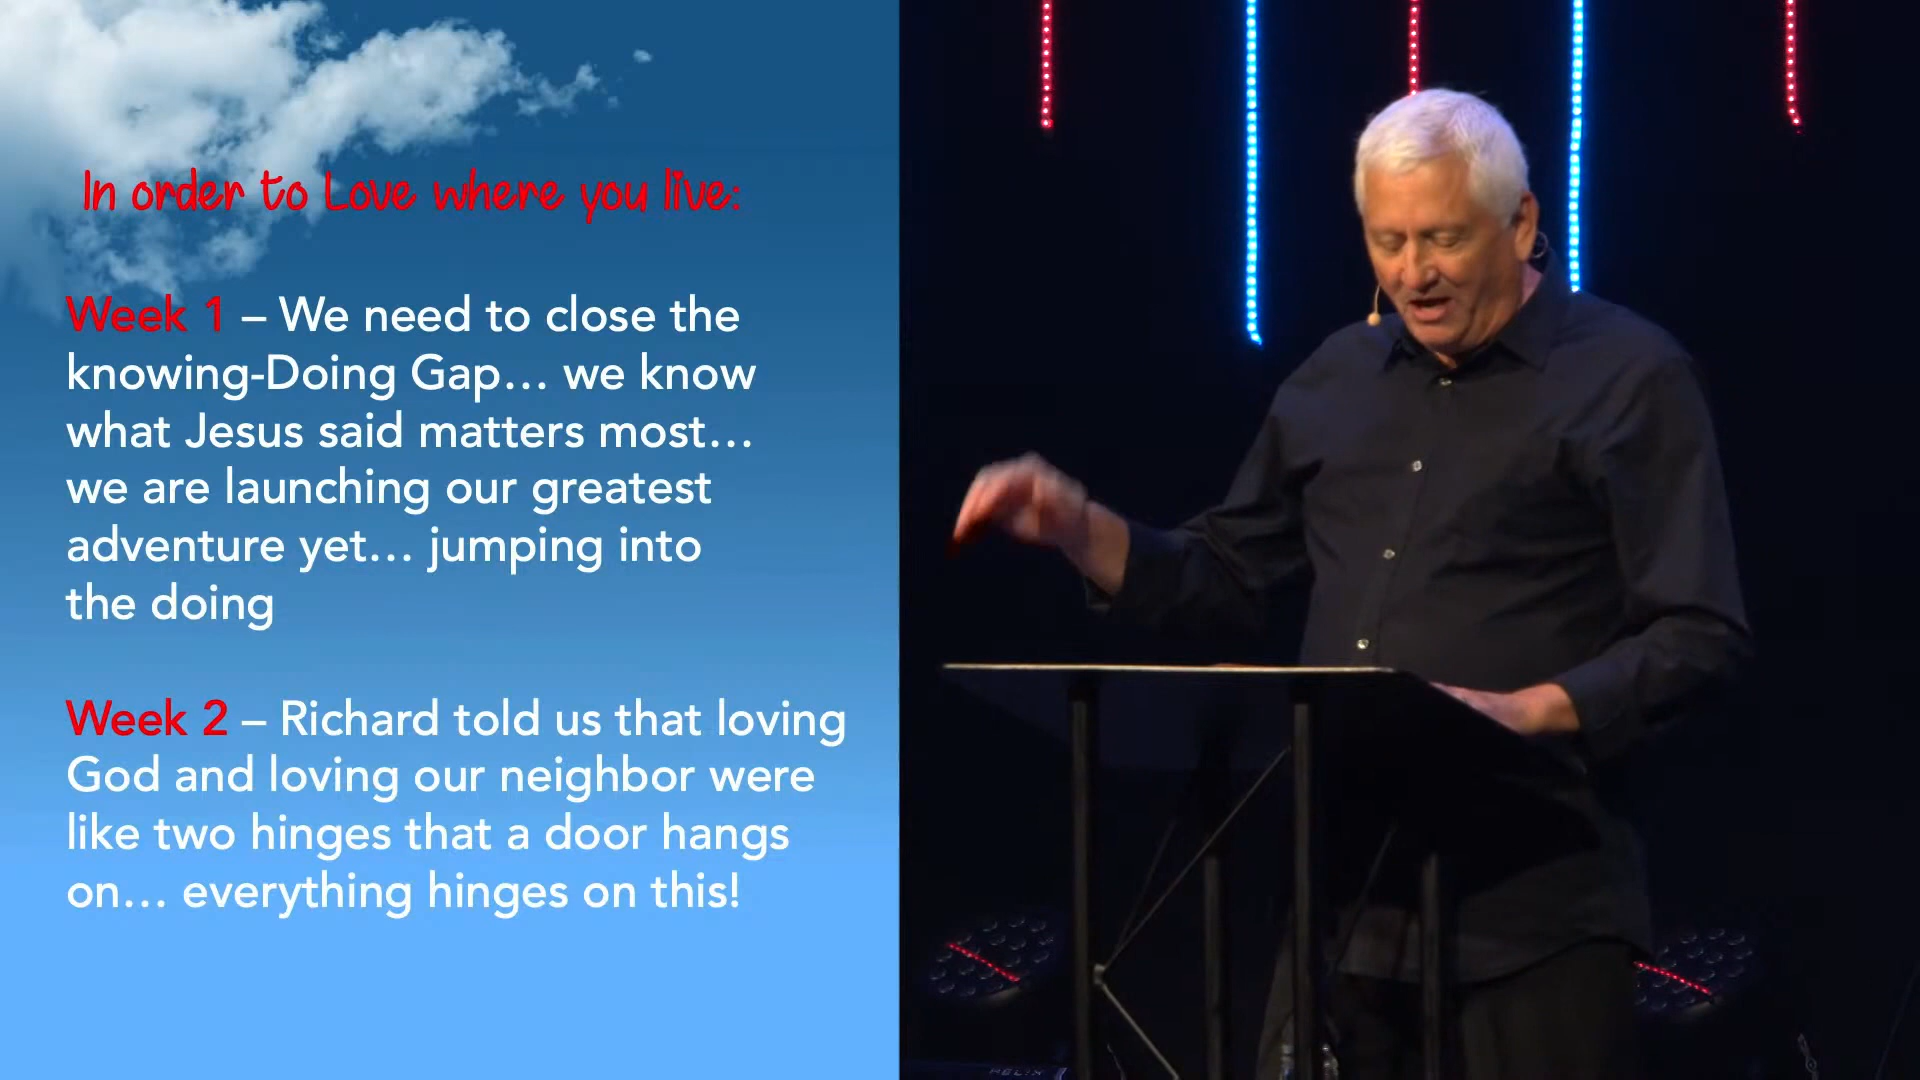 In order to Love where you live:
Week 1 – We need to close the
knowing-Doing Gap... we know
what Jesus said matters most...
we are launching our greatest
adventure yet... jumping into
the doing
Week 2 – Richard told us that loving
God and loving our neighbor were
like two hinges that a door hangs
on... everything hinges on this!
HELIX